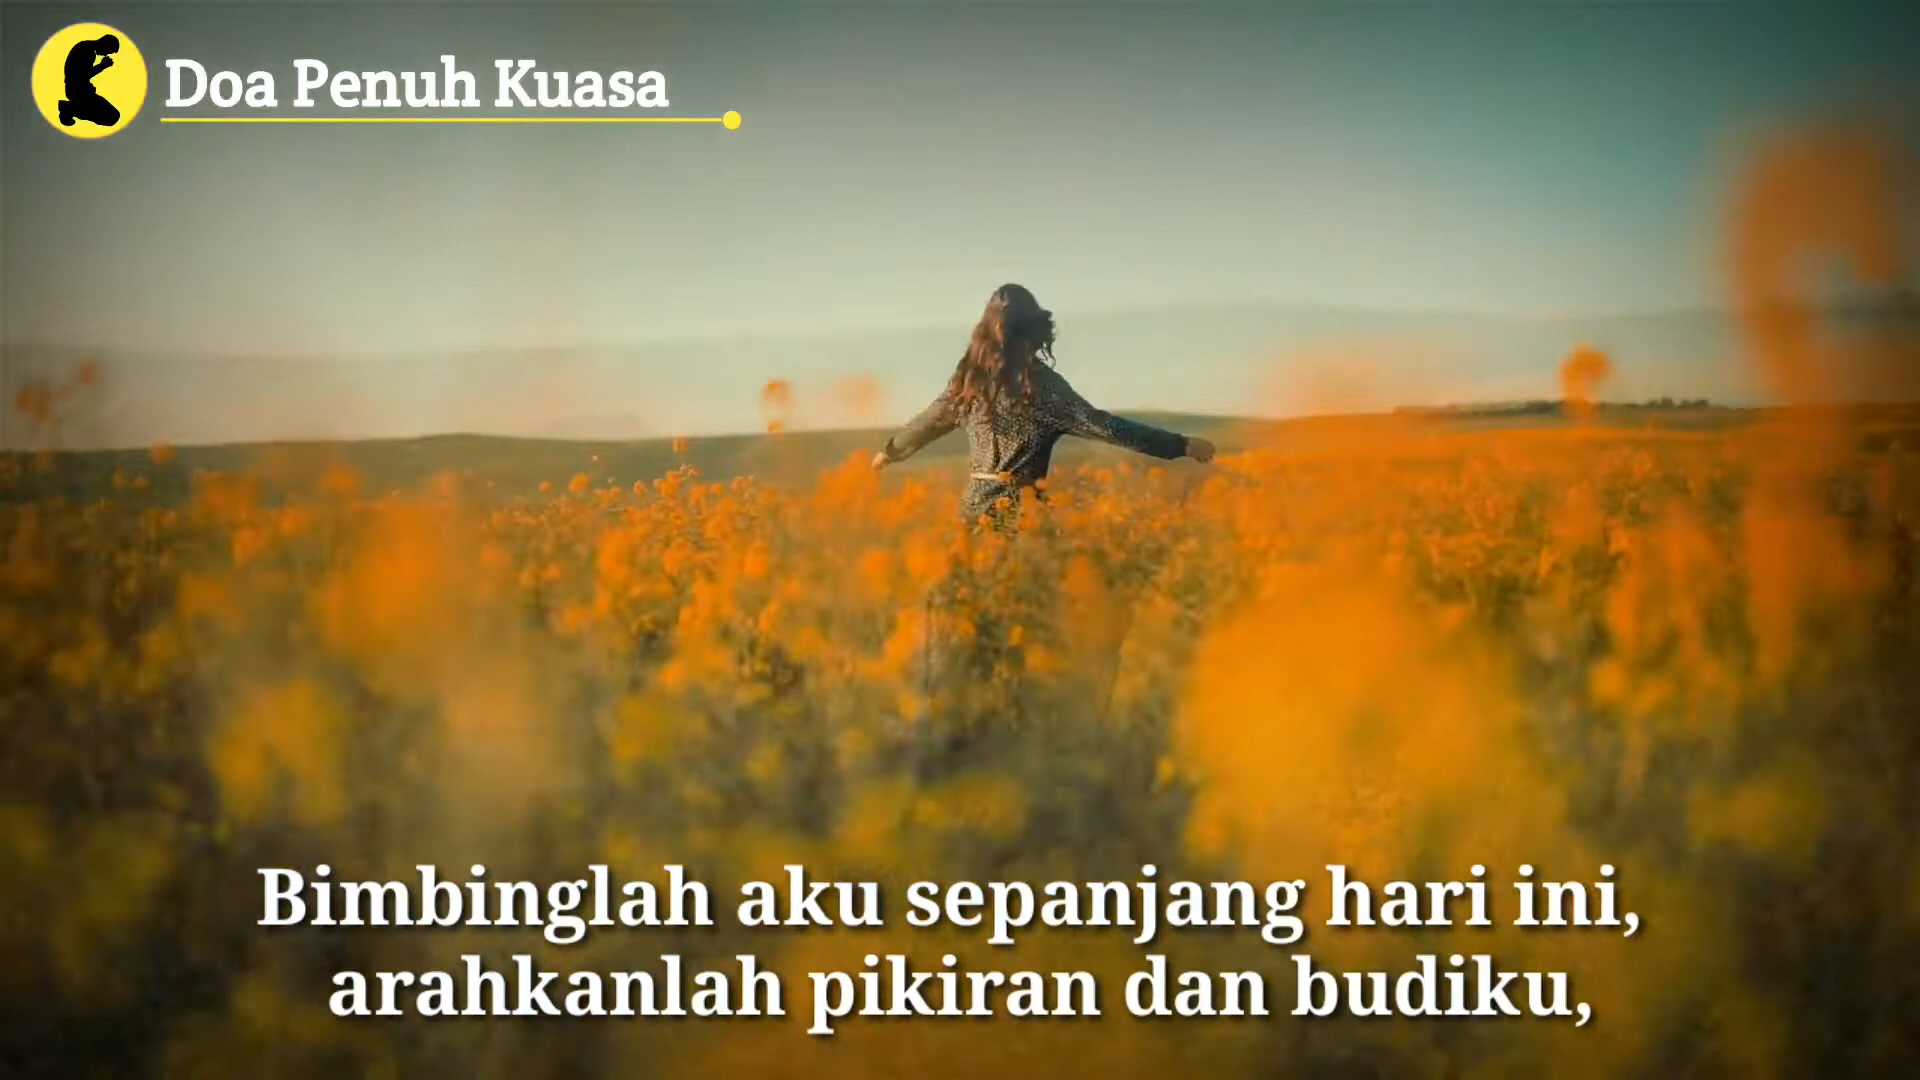 Doa Penuh Kuasa
Bimbinglah aku sepanjang hari ini,
arahkanlah pikiran dan budiku,